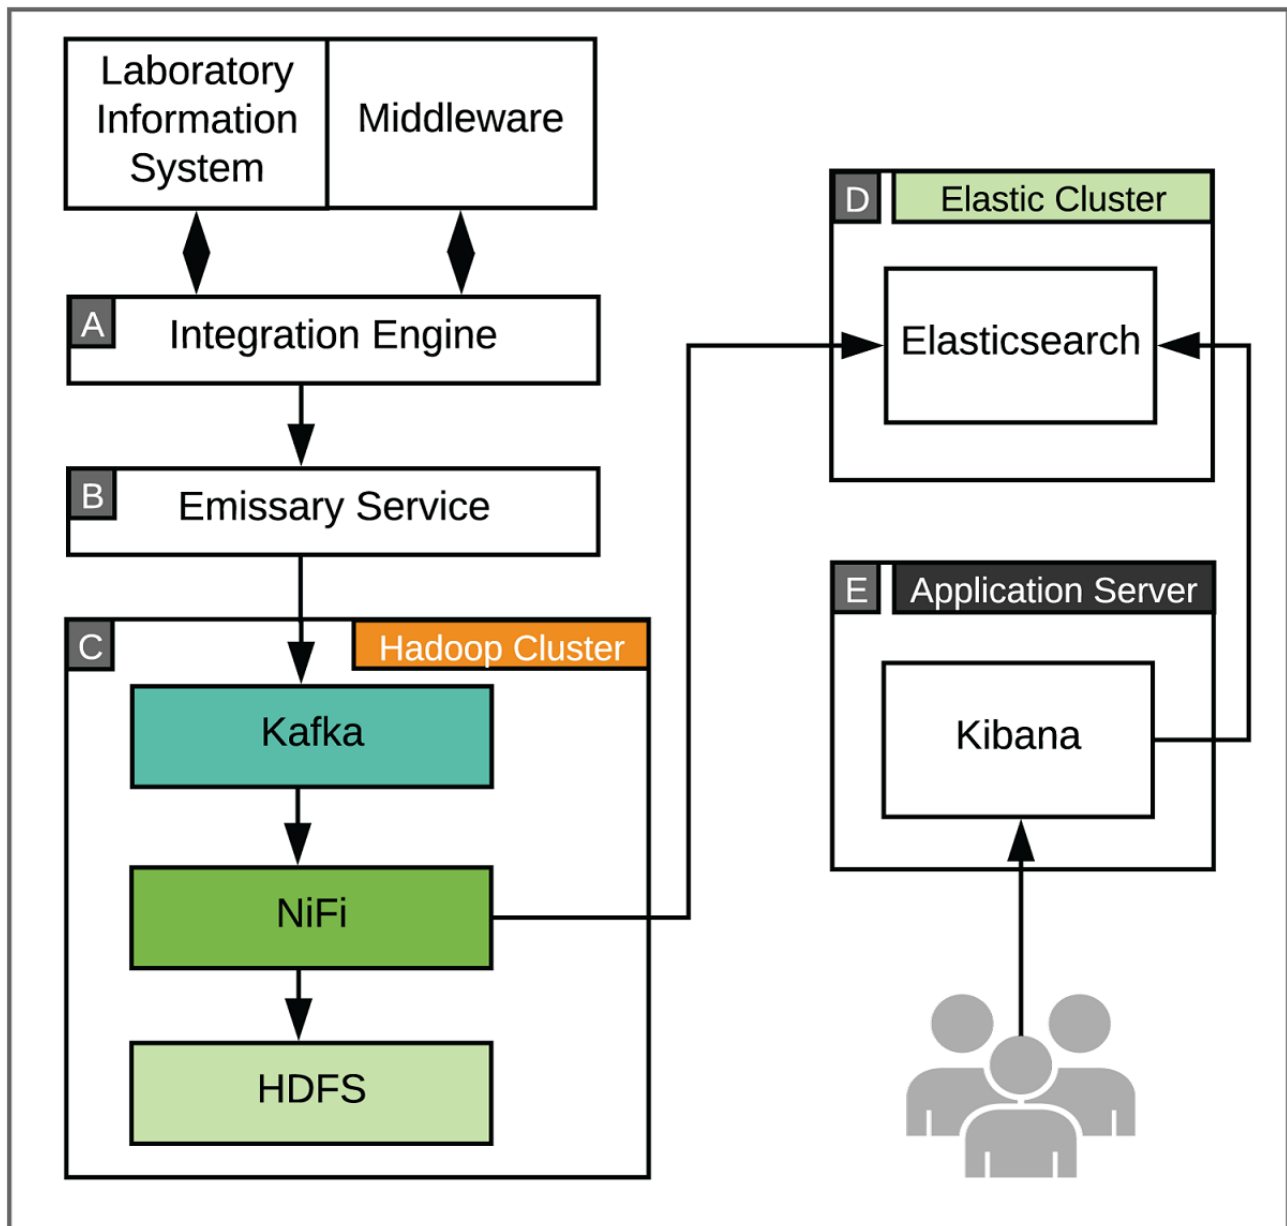 Laboratory
Information
System
Middleware
A
Integration Engine
B
Emissary Service
C
Hadoop Cluster
Kafka
NiFi
HDFS
D
Elastic Cluster
Elasticsearch
E
Application Server
Kibana